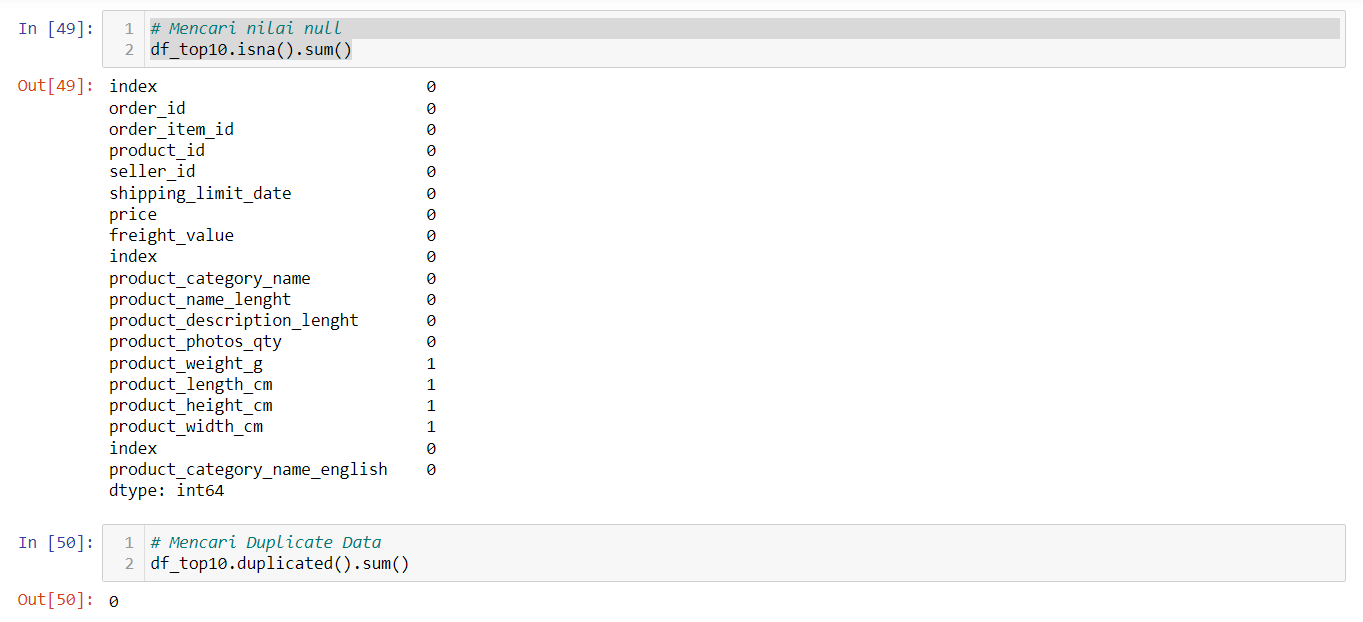 In [49]:
1 # Mencari nilai null
2 df_top10.isna().sum()
Out[49]:
index 0
order_id 0
order_item_id 0
product_id 0
seller_id 0
shipping_limit_date 0
price 0
freight_value 0
index 0
product_category_name 0
product_name_lenght 0
product_description_lenght 0
product_photos_qty 0
product_weight_g 1
product_length_cm 1
product_height_cm 1
product_width_cm 1
index 0
product_category_name_english 0
dtype: int64
In [50]:
1 # Mencari Duplicate Data
2 df_top10.duplicated().sum()
Out[50]: 0